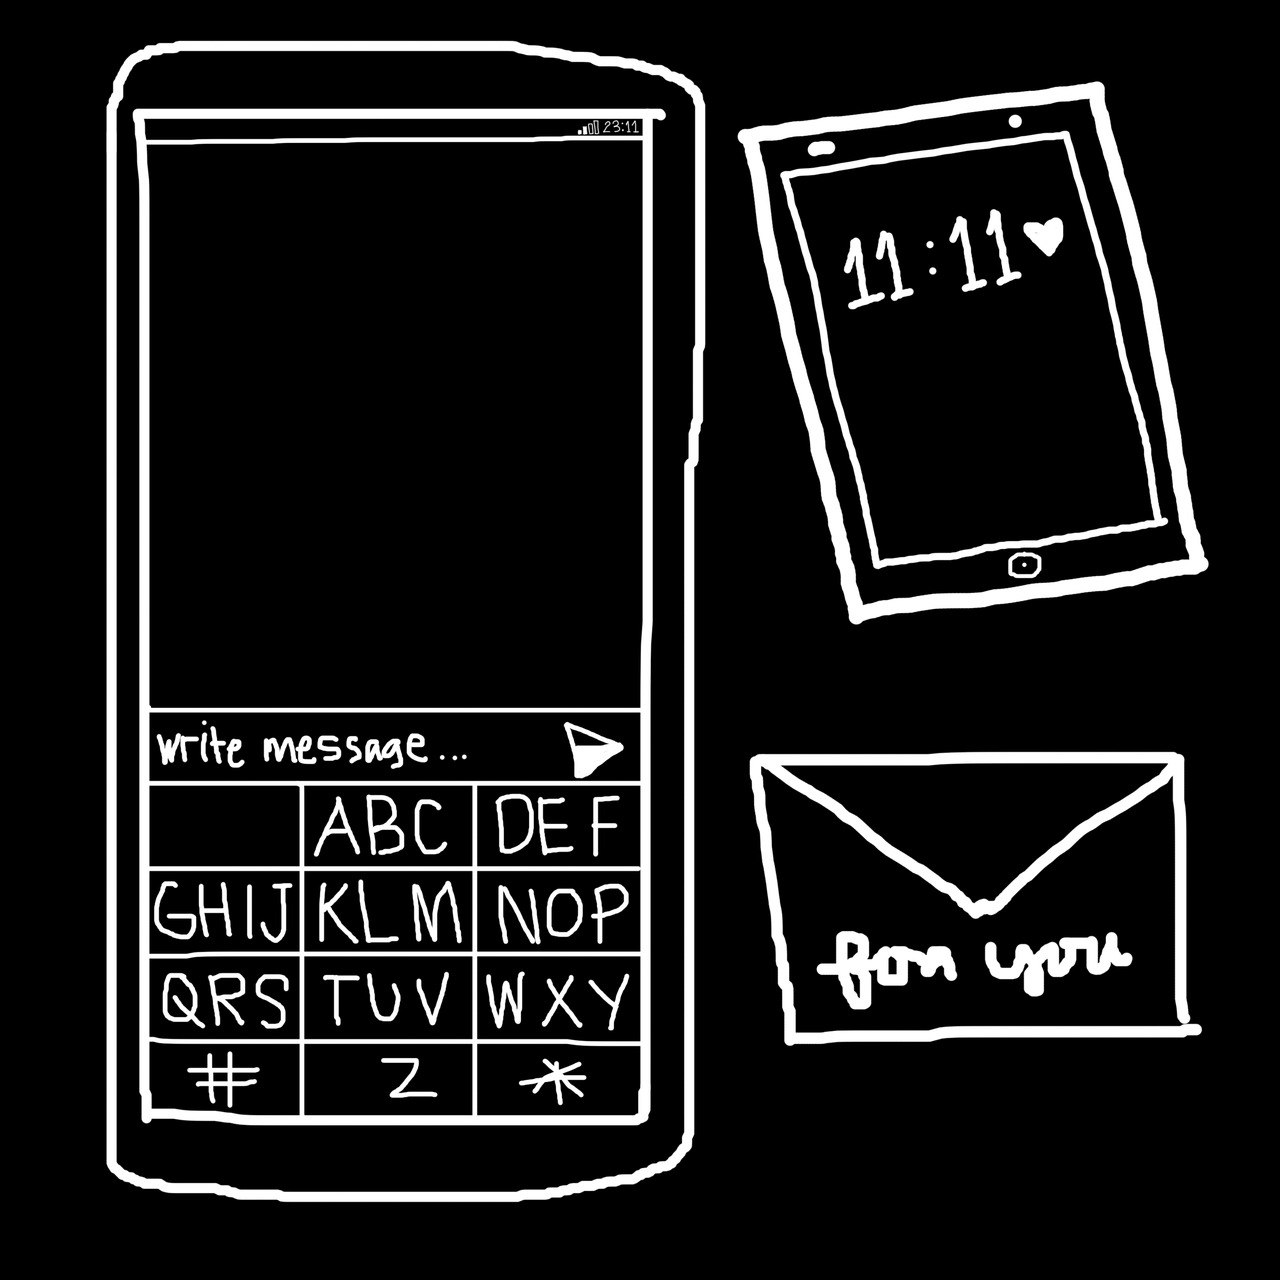 23:11
write message...
ABC DEF
GHIJ KLM NOP
QRS TUV WXY
# Z *
11:11♥
for you